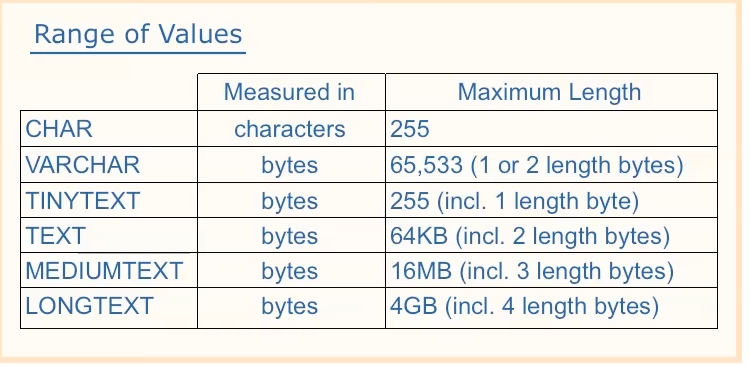 Range of Values
Measured in Maximum Length
CHAR characters 255
VARCHAR bytes 65,533 (1 or 2 length bytes)
TINYTEXT bytes 255 (incl. 1 length byte)
TEXT bytes 64KB (incl. 2 length bytes)
MEDIUMTEXT bytes 16MB (incl. 3 length bytes)
LONGTEXT bytes 4GB (incl. 4 length bytes)